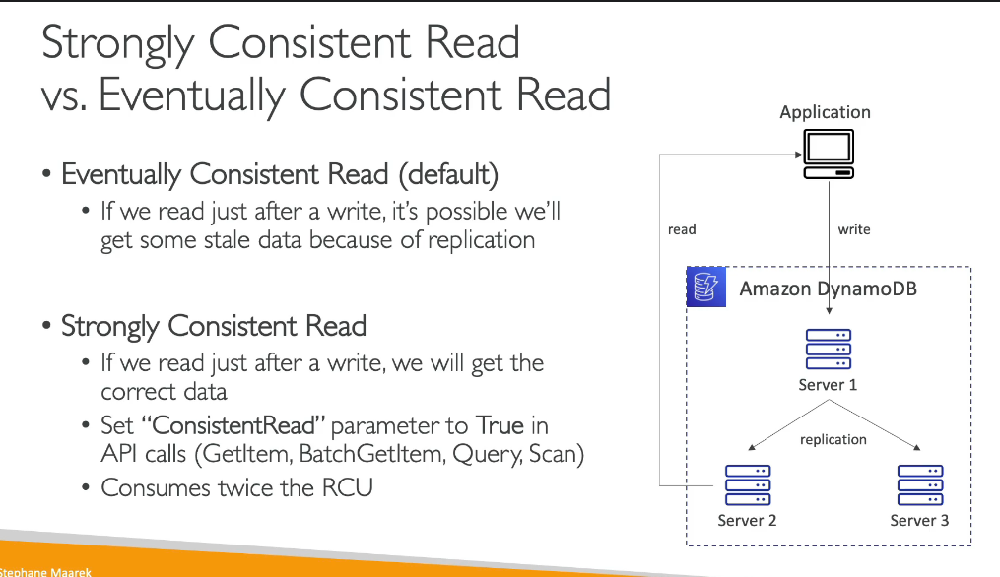 Strongly Consistent Read
vs. Eventually Consistent Read
• Eventually Consistent Read (default)
• If we read just after a write, it’s possible we’ll
get some stale data because of replication
• Strongly Consistent Read
• If we read just after a write, we will get the
correct data
• Set “ConsistentRead” parameter to True in
API calls (GetItem, BatchGetItem, Query, Scan)
• Consumes twice the RCU
Application
read
write
Amazon DynamoDB
Server 1
replication
Server 2
Server 3
Stephane Maarek